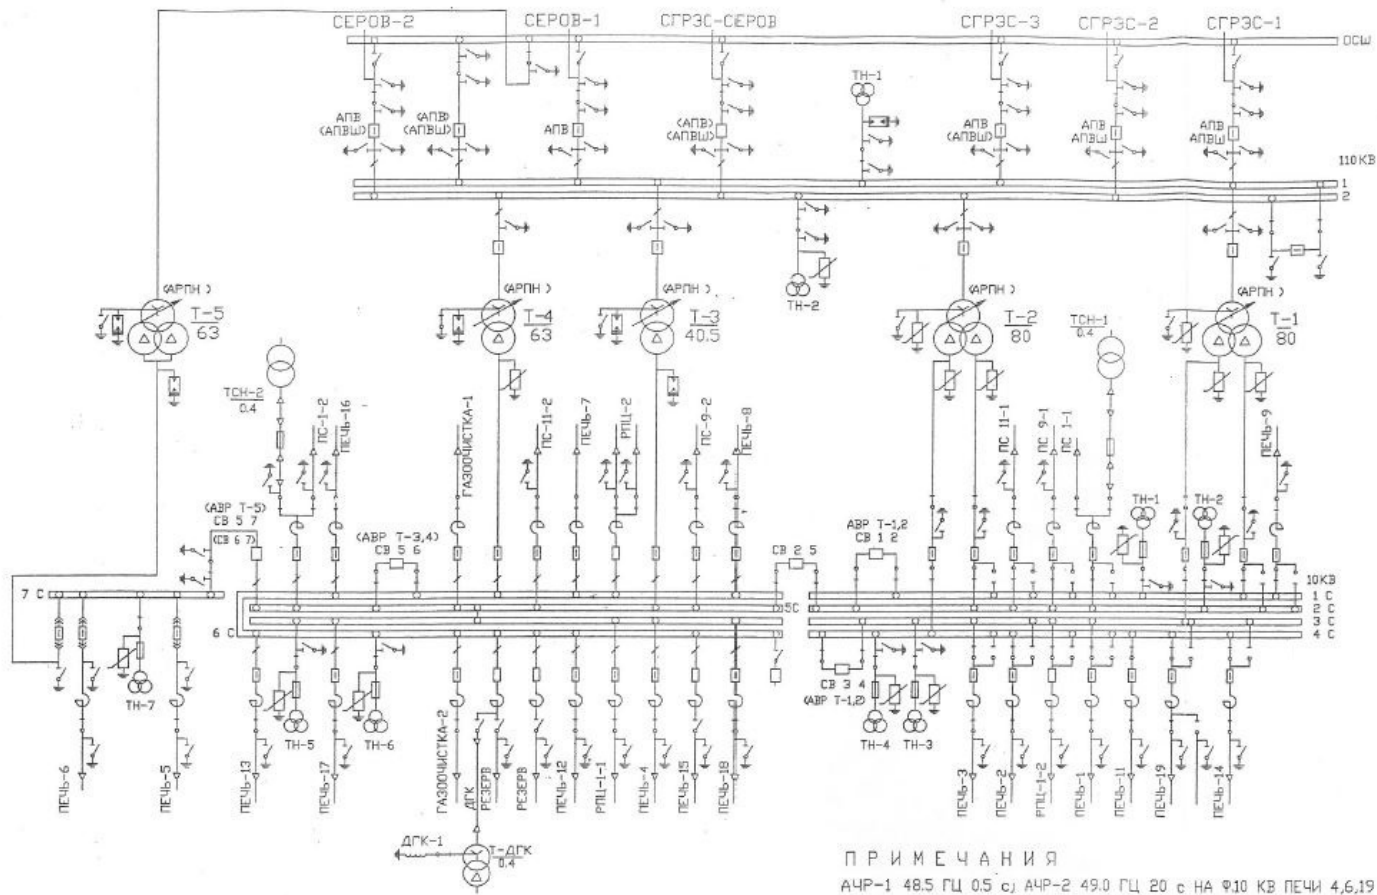 СЕРОВ-2
СЕРОВ-1
СГРЭС-СЕРОВ
СГРЭС-3
СГРЭС-2
СГРЭС-1
ОСШ
ТН-1
АПВ
(АПВШ)
(АПВ)
(АПВШ)
АПВ
(АПВ)
(АПВШ)
АПВ
(АПВШ)
АПВ
АПВШ
АПВ
АПВШ
110 КВ
1
2
ТН-2
(АРПН )
Т-5
63
(АРПН )
Т-4
63
(АРПН )
Т-3
40.5
(АРПН )
Т-2
80
ТСН-1
0.4
(АРПН )
Т-1
80
ТСН-2
0.4
ПС-1-2
ПЕЧЬ-16
ГАЗООЧИСТКА-1
ПС-11-2
ПЕЧЬ-7
РПЦ-2
ПС-9-2
ПЕЧЬ-8
ПС 11-1
ПС 9-1
ПС 1-1
ПЕЧЬ-9
ТН-1
ТН-2
(АВР Т-5)
СВ 5 7
(СВ 6 7)
(АВР Т-3,4)
СВ 5 6
СВ 2 5
АВР Т-1,2
СВ 1 2
10КВ
7 С
5С
6 С
1 С
2 С
3 С
4 С
СВ 3 4
(АВР Т-1,2)
ТН-7
ТН-5
ТН-6
ТН-4
ТН-3
ПЕЧЬ-6
ПЕЧЬ-5
ПЕЧЬ-13
ПЕЧЬ-17
ГАЗООЧИСТКА-2
ДГК
РЕЗЕРВ
РЕЗЕРВ
ПЕЧЬ-12
РПЦ-1-1
ПЕЧЬ-4
ПЕЧЬ-15
ПЕЧЬ-18
ПЕЧЬ-3
ПЕЧЬ-2
РПЦ-1-2
ПЕЧЬ-1
ПЕЧЬ-11
ПЕЧЬ-19
ПЕЧЬ-14
ДГК-1
Т-ДГК
0.4
ПРИМЕЧАНИЯ
АЧР-1 48.5 ГЦ 0.5 с; АЧР-2 49.0 ГЦ 20 с НА Ф.10 КВ ПЕЧИ 4,6,19